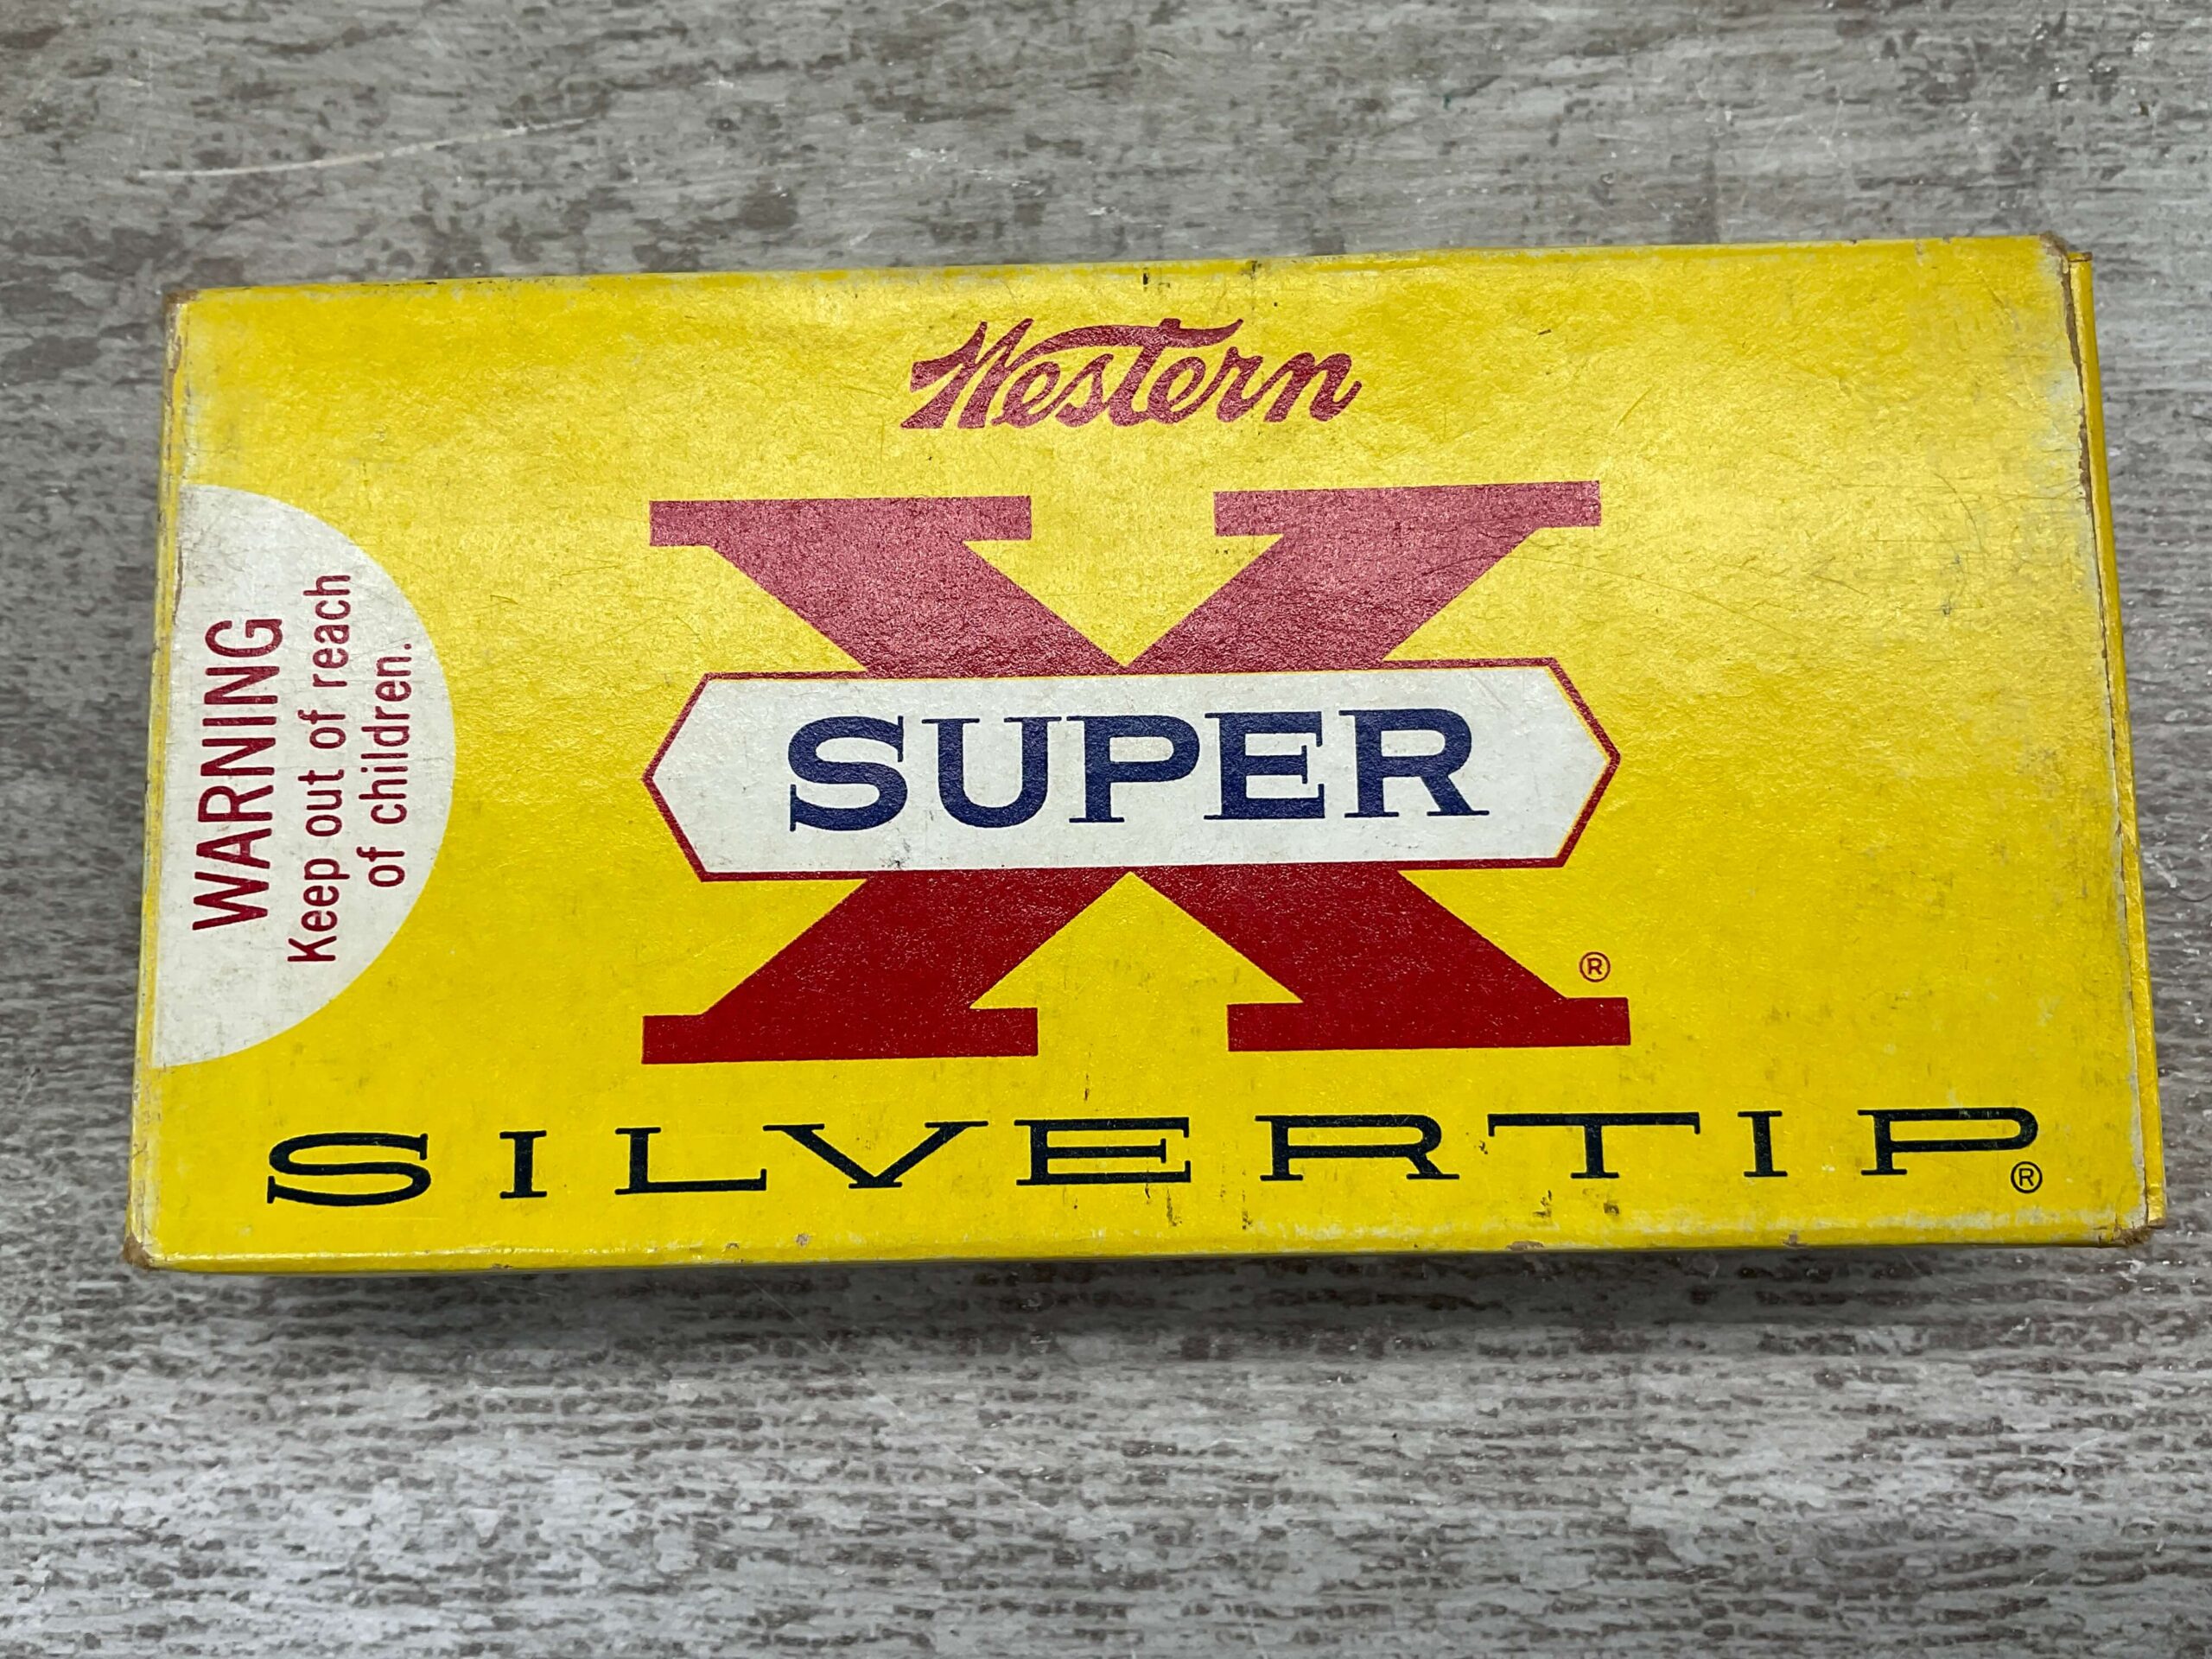 Western
X
SUPER
®
SILVERTIP®
WARNING
Keep out of reach
of children.